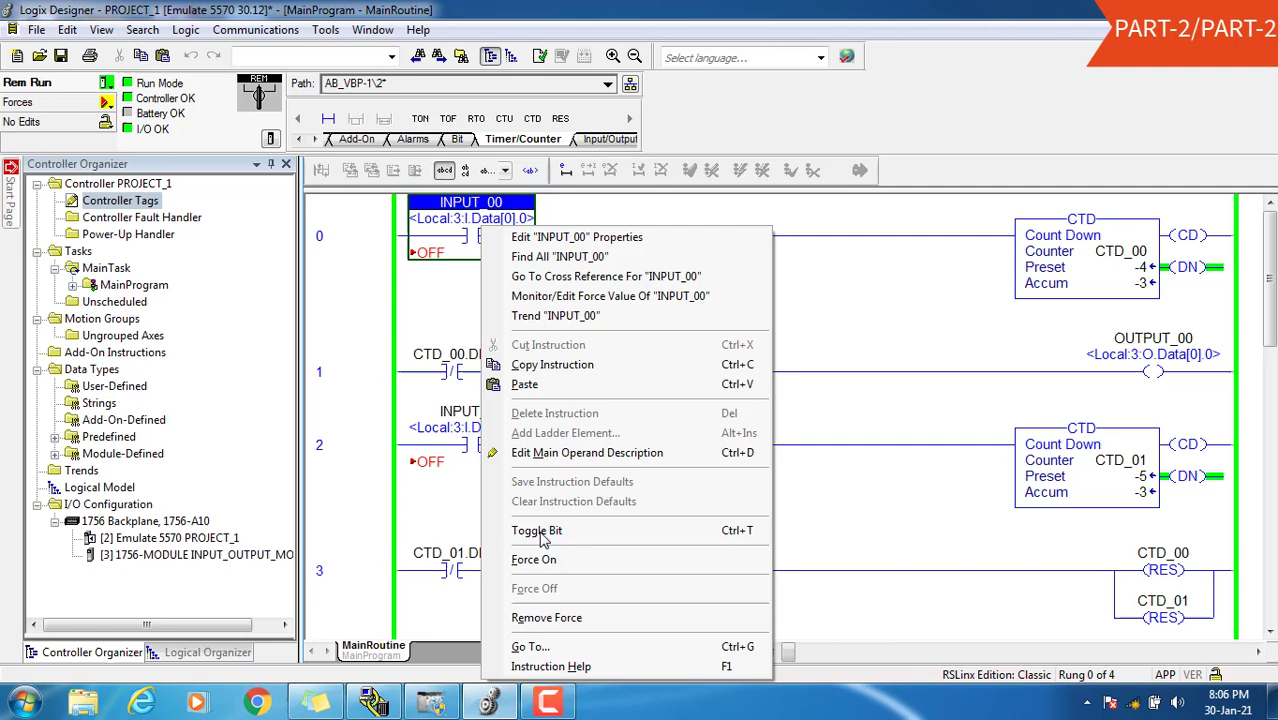 Logix Designer - PROJECT_1 [Emulate 5570 30.12]* - [MainProgram - MainRoutine]
PART-2/PART-2
File Edit View Search Logic Communications Tools Window Help
Select language...
Rem Run
Run Mode
REM
Path: AB_VBP-1\2*
Forces
Controller OK
Battery OK
No Edits
I/O OK
TON TOF RTO CTU CTD RES
Add-On Alarms Bit Timer/Counter Input/Output
Controller Organizer
Start Page
Controller PROJECT_1
Controller Tags
Controller Fault Handler
Power-Up Handler
Tasks
MainTask
MainProgram
Unscheduled
Motion Groups
Ungrouped Axes
Add-On Instructions
Data Types
User-Defined
Strings
Add-On-Defined
Predefined
Module-Defined
Trends
Logical Model
I/O Configuration
1756 Backplane, 1756-A10
[2] Emulate 5570 PROJECT_1
[3] 1756-MODULE INPUT_OUTPUT_MO
Controller Organizer Logical Organizer
abcd ab ab...
INPUT_00
<Local:3:I.Data[0].0>
0
OFF
CTD
Count Down
Counter CTD_00
Preset -4
Accum -3
CD
DN
CTD_00.D
1
OUTPUT_00
<Local:3:O.Data[0].0>
INPUT_
<Local:3:I.D
2
OFF
CTD
Count Down
Counter CTD_01
Preset -5
Accum -3
CD
DN
CTD_01.D
3
CTD_00
RES
CTD_01
RES
Edit "INPUT_00" Properties
Find All "INPUT_00"
Go To Cross Reference For "INPUT_00"
Monitor/Edit Force Value Of "INPUT_00"
Trend "INPUT_00"
Cut Instruction Ctrl+X
Copy Instruction Ctrl+C
Paste Ctrl+V
Delete Instruction Del
Add Ladder Element... Alt+Ins
Edit Main Operand Description Ctrl+D
Save Instruction Defaults
Clear Instruction Defaults
Toggle Bit Ctrl+T
Force On
Force Off
Remove Force
Go To... Ctrl+G
Instruction Help F1
MainRoutine
MainProgram
RSLinx Edition: Classic Rung 0 of 4 APP VER
8:06 PM
30-Jan-21